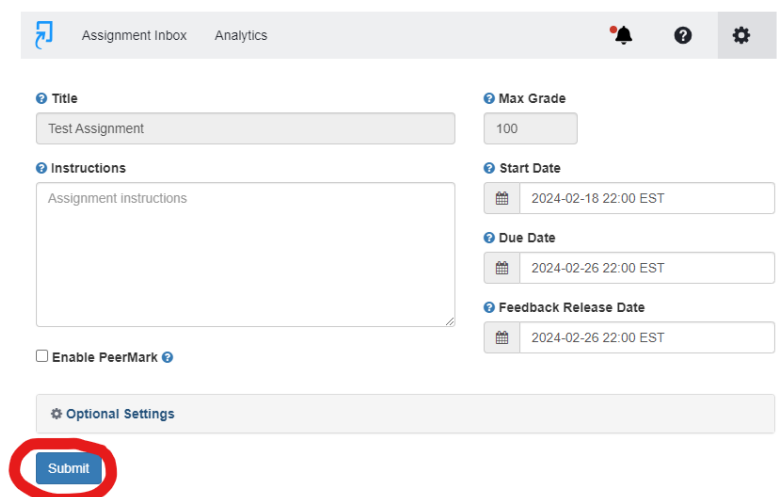 Assignment Inbox Analytics
Title
Test Assignment
Instructions
Assignment instructions
Enable PeerMark
Max Grade
100
Start Date
2024-02-18 22:00 EST
Due Date
2024-02-26 22:00 EST
Feedback Release Date
2024-02-26 22:00 EST
Optional Settings
Submit